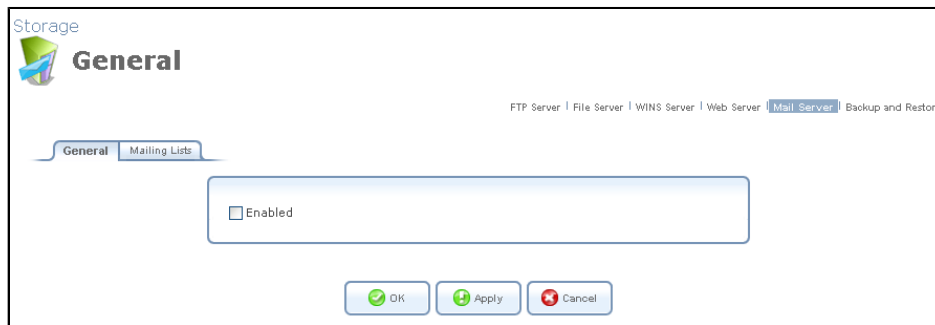 Storage
General
FTP Server | File Server | WINS Server | Web Server | Mail Server | Backup and Restor
General Mailing Lists
Enabled
OK Apply Cancel